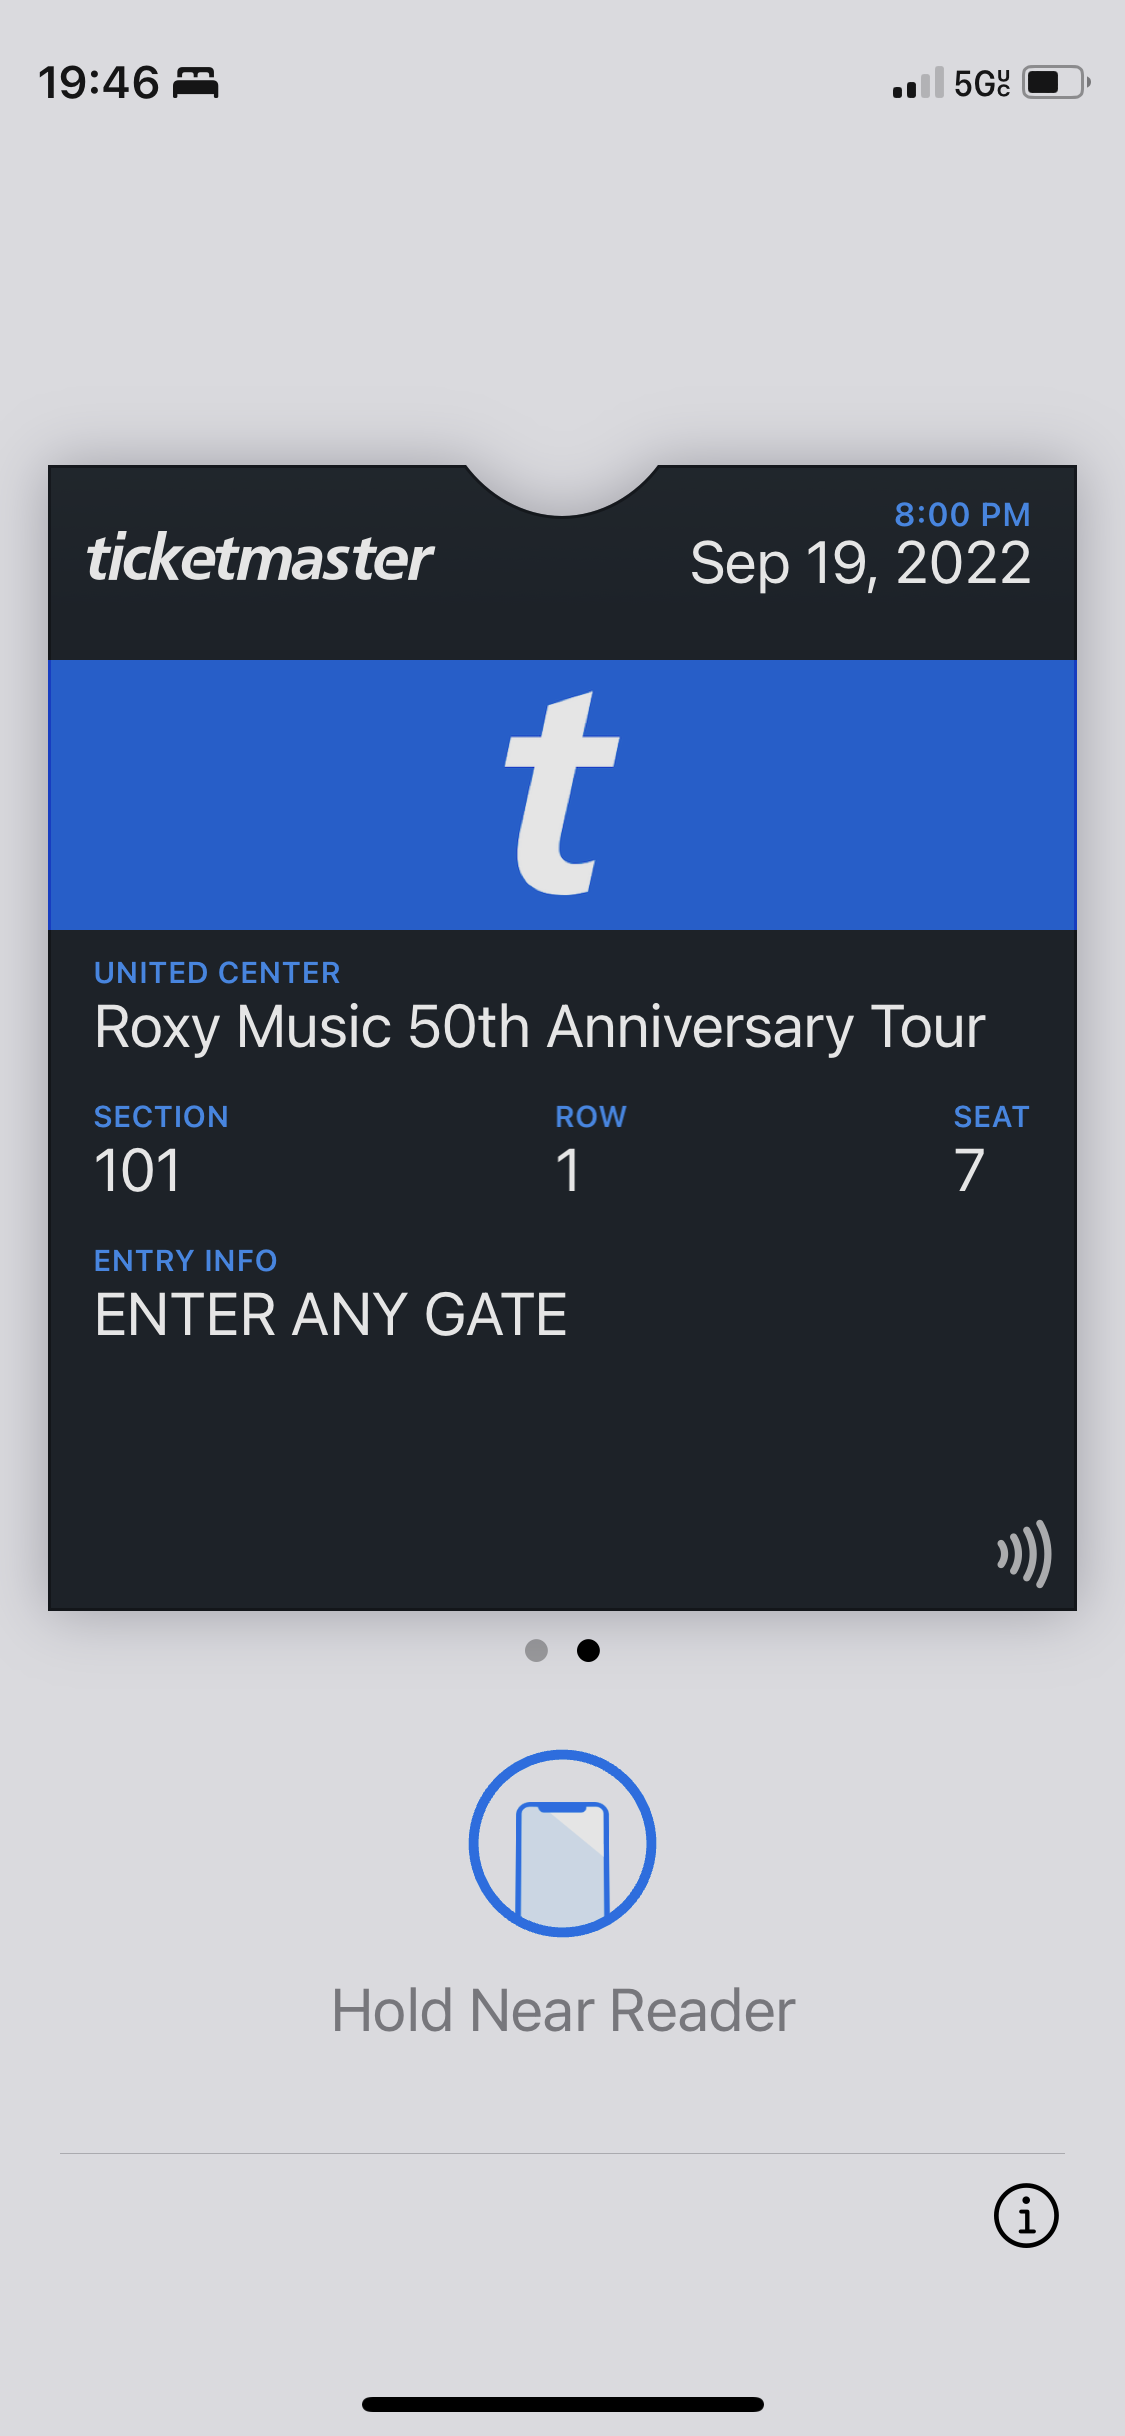 19:46
5G UC
ticketmaster
8:00 PM
Sep 19, 2022
t
UNITED CENTER
Roxy Music 50th Anniversary Tour
SECTION ROW SEAT
101 1 7
ENTRY INFO
ENTER ANY GATE
Hold Near Reader
i